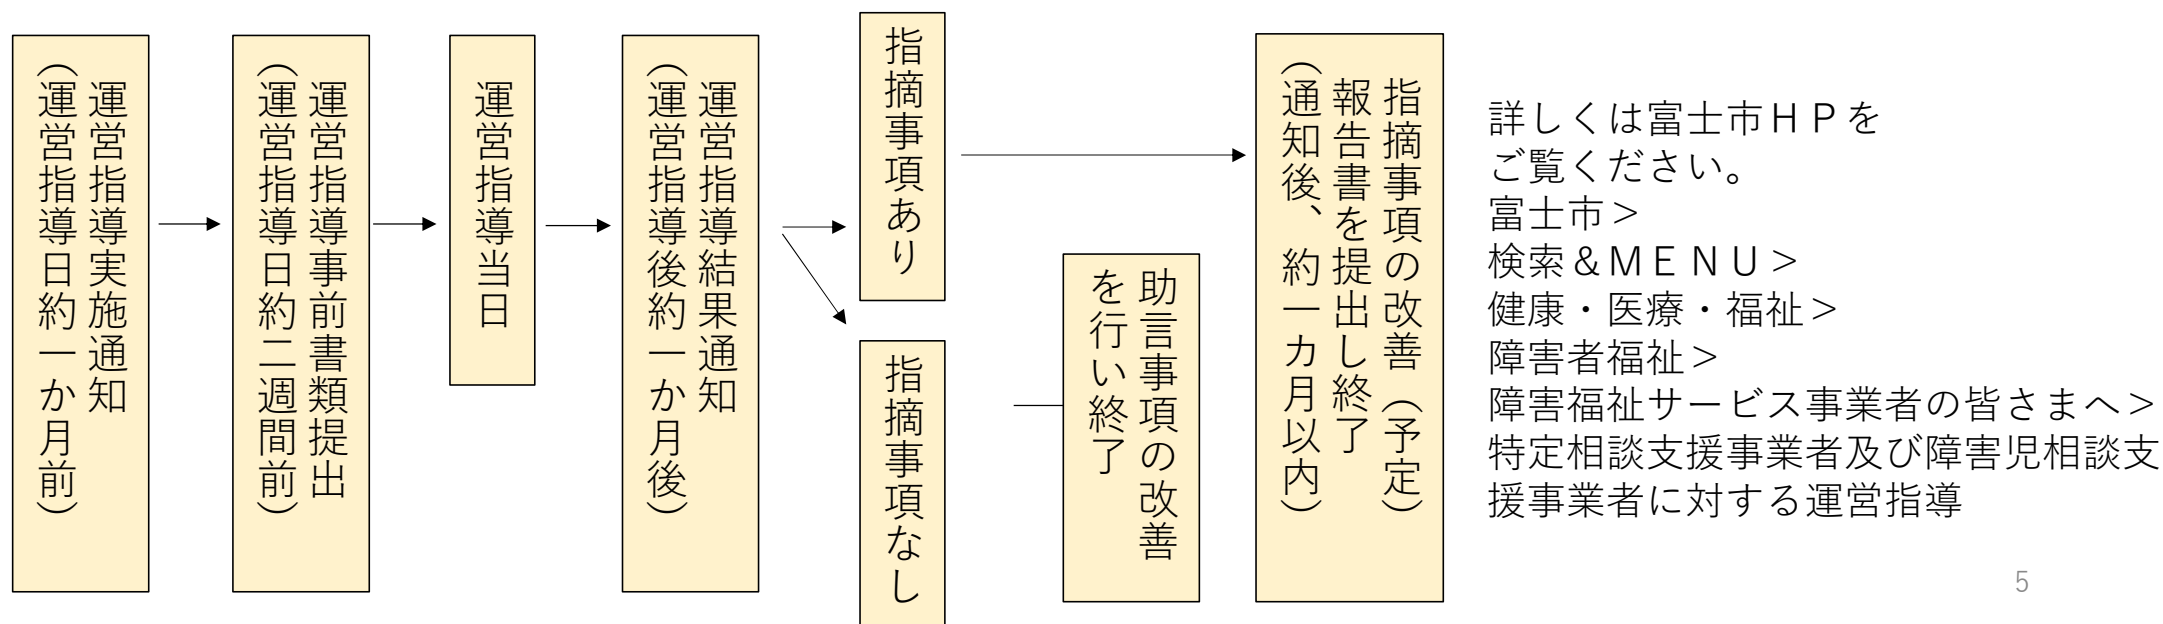 運営指導実施通知
（運営指導日約一か月前）
運営指導事前書類提出
（運営指導日約二週間前）
運営指導当日
運営指導結果通知
（運営指導後約一か月後）
指摘事項あり
指摘事項なし
助言事項の改善
を行い終了
指摘事項の改善（予定）
報告書を提出し終了
（通知後、約一カ月以内）
詳しくは富士市ＨＰを
ご覧ください。
富士市＞
検索＆ＭＥＮＵ＞
健康・医療・福祉＞
障害者福祉＞
障害福祉サービス事業者の皆さまへ＞
特定相談支援事業者及び障害児相談支
援事業者に対する運営指導
5